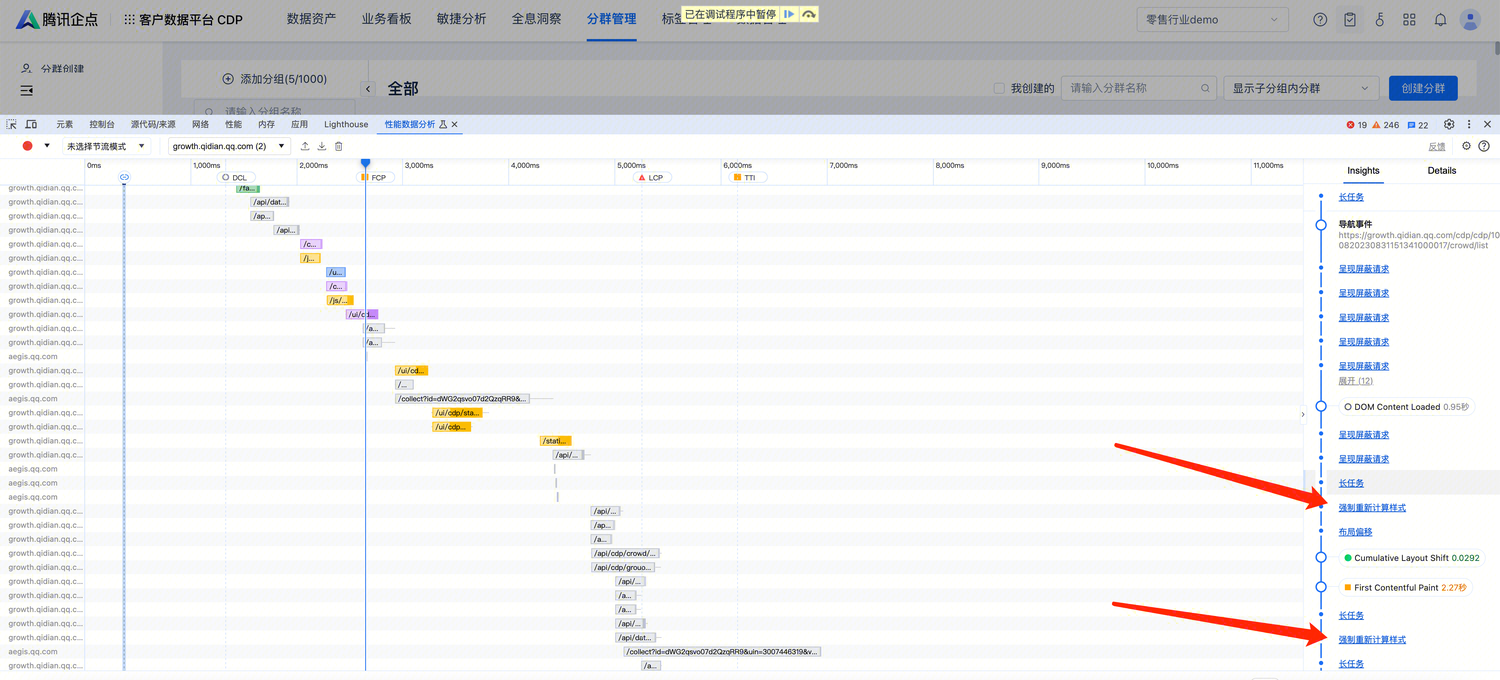 腾讯企点
客户数据平台 CDP
数据资产
业务看板
敏捷分析
全息洞察
分群管理
已在调试程序中暂停
零售行业demo
分群创建
添加分组(5/1000)
请输入分组名称
全部
我创建的
请输入分群名称
显示子分组内分群
创建分群
元素
控制台
源代码/来源
网络
性能
内存
应用
Lighthouse
性能数据分析
19
246
22
未选择节流模式
growth.qidian.qq.com (2)
反馈
0ms
1,000ms
2,000ms
3,000ms
4,000ms
5,000ms
6,000ms
7,000ms
8,000ms
9,000ms
10,000ms
11,000ms
DCL
FCP
LCP
TTI
growth.qidian.qq.c... /fa...
growth.qidian.qq.c... /api/dat...
growth.qidian.qq.c... /ap...
growth.qidian.qq.c... /api...
growth.qidian.qq.c... /c...
growth.qidian.qq.c... /j...
growth.qidian.qq.c... /u...
growth.qidian.qq.c... /c...
growth.qidian.qq.c... /js/...
growth.qidian.qq.c... /ui/cd...
growth.qidian.qq.c... /a...
growth.qidian.qq.c... /a...
aegis.qq.com
growth.qidian.qq.c... /ui/cd...
growth.qidian.qq.c... /...
aegis.qq.com /collect?id=dWG2qsvo07d2QzqRR9&...
growth.qidian.qq.c... /ui/cdp/sta...
growth.qidian.qq.c... /ui/cdp...
growth.qidian.qq.c... /stati...
growth.qidian.qq.c... /api/...
aegis.qq.com
aegis.qq.com
aegis.qq.com
growth.qidian.qq.c... /api/...
growth.qidian.qq.c... /ap...
growth.qidian.qq.c... /a...
growth.qidian.qq.c... /api/cdp/crowd/...
growth.qidian.qq.c... /api/cdp/grouo...
growth.qidian.qq.c... /api/...
growth.qidian.qq.c... /a...
growth.qidian.qq.c... /a...
growth.qidian.qq.c... /api/...
growth.qidian.qq.c... /api/dat...
aegis.qq.com /collect?id=dWG2qsvo07d2QzqRR9&uin=3007446319&v...
growth.qidian.qq.c... /a...
Insights
Details
长任务
导航事件
https://growth.qidian.qq.com/cdp/cdp/10
0820230831151341000017/crowd/list
呈现屏蔽请求
呈现屏蔽请求
呈现屏蔽请求
呈现屏蔽请求
呈现屏蔽请求
展开 (12)
DOM Content Loaded 0.95秒
呈现屏蔽请求
呈现屏蔽请求
长任务
强制重新计算样式
布局偏移
Cumulative Layout Shift 0.0292
First Contentful Paint 2.27秒
长任务
强制重新计算样式
长任务